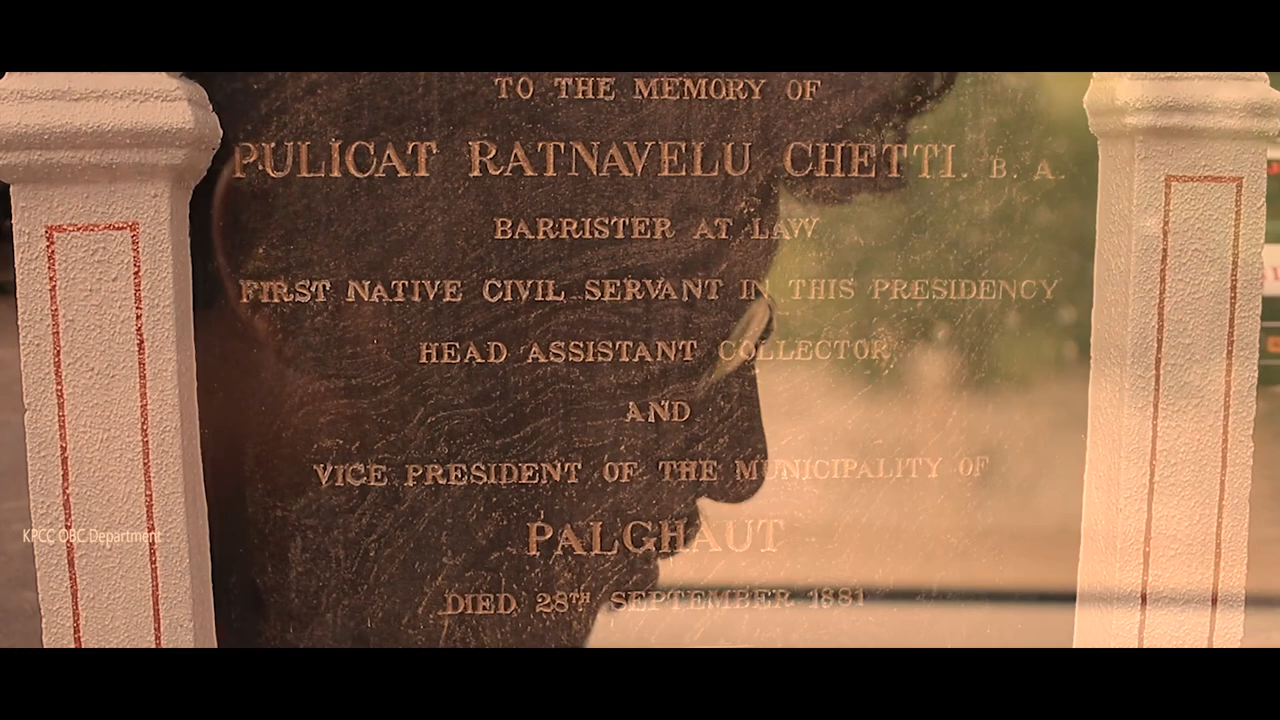 TO THE MEMORY OF
PULICAT RATNAVELU CHETTI. B. A.
BARRISTER AT LAW
FIRST NATIVE CIVIL SERVANT IN THIS PRESIDENCY
HEAD ASSISTANT COLLECTOR
AND
VICE PRESIDENT OF THE MUNICIPALITY OF
PALGHAUT
DIED 28TH SEPTEMBER 1881
KPCC OBC Department